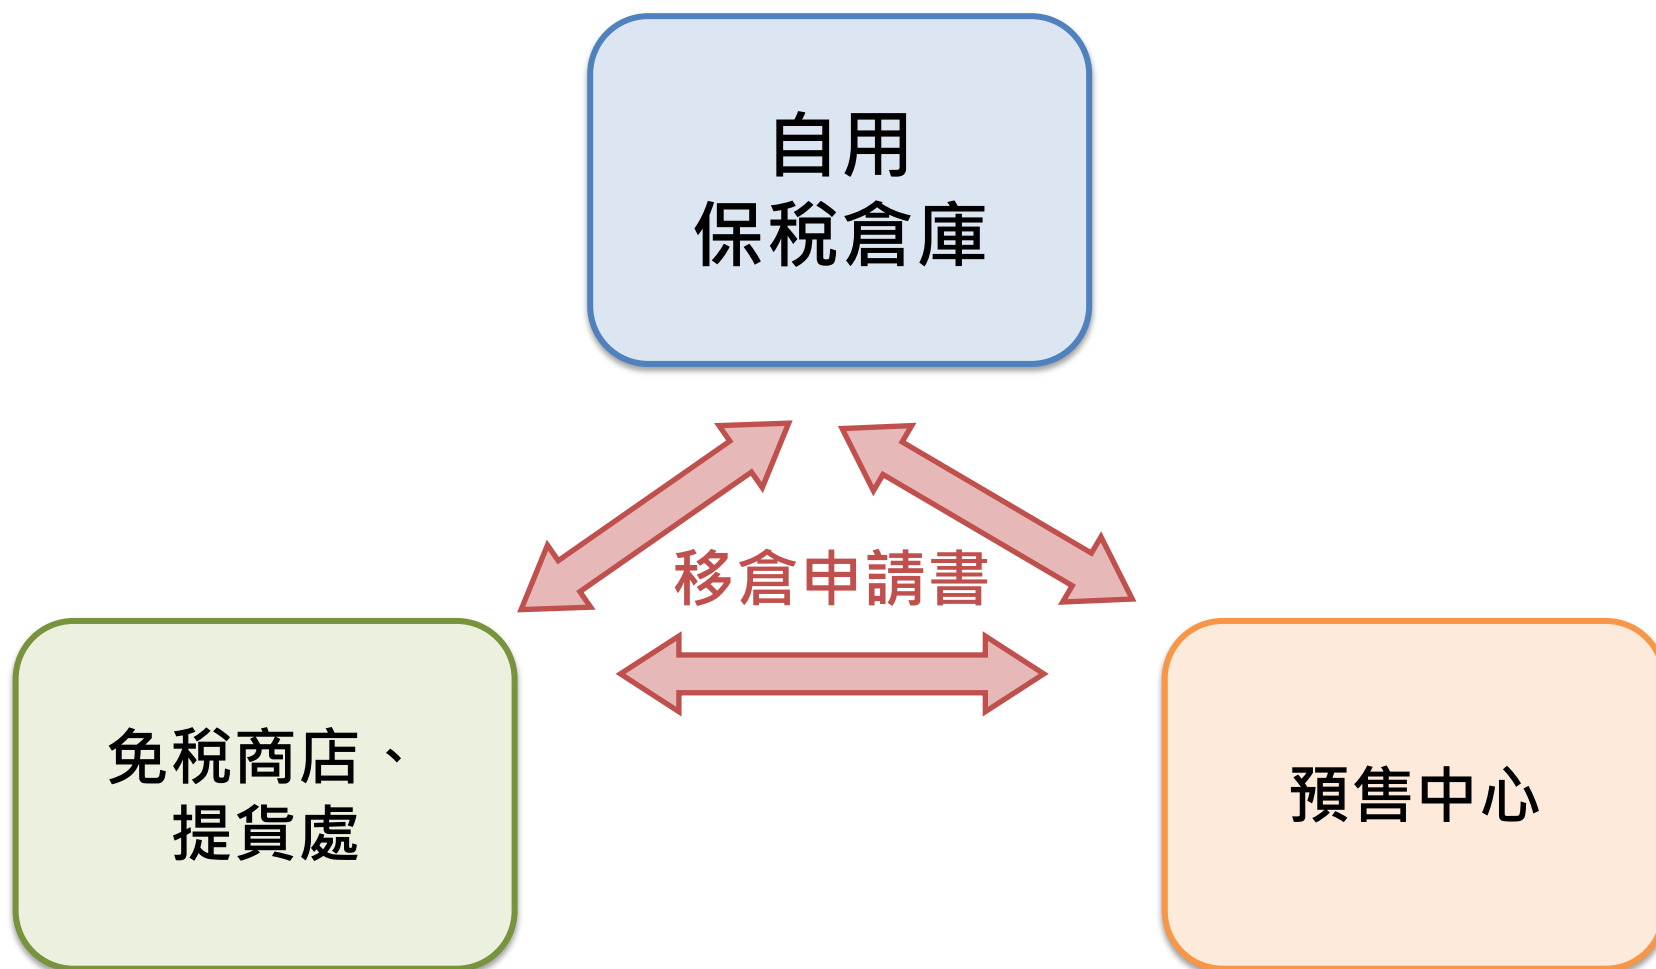 自用
保稅倉庫
移倉申請書
免稅商店、
提貨處
預售中心